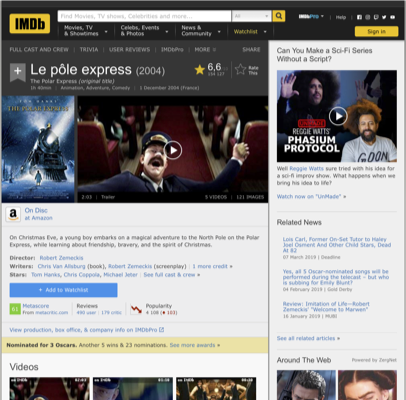 IMDb
Find Movies, TV shows, Celebrities and more...
All
IMDbPro
Help
Movies, TV
& Showtimes
Celebs, Events
& Photos
News &
Community
Watchlist
Sign in
FULL CAST AND CREW | TRIVIA | USER REVIEWS | IMDbPro | MORE
SHARE
Le pôle express (2004)
The Polar Express (original title)
1h 40min | Animation, Adventure, Comedy | 1 December 2004 (France)
6,6
Rate
This
THE POLAR EXPRESS
2:03 | Trailer
5 VIDEOS | 121 IMAGES
On Disc
at Amazon
On Christmas Eve, a young boy embarks on a magical adventure to the North Pole on the Polar
Express, while learning about friendship, bravery, and the spirit of Christmas.
Director: Robert Zemeckis
Writers: Chris Van Allsburg (book), Robert Zemeckis (screenplay) | 1 more credit »
Stars: Tom Hanks, Chris Coppola, Michael Jeter | See full cast & crew »
+ Add to Watchlist
61
Metascore
From metacritic.com
Reviews
490 user | 179 critic
Popularity
4 108 (103)
View production, box office, & company info on IMDbPro
Nominated for 3 Oscars. Another 5 wins & 23 nominations. See more awards »
Videos
Can You Make a Sci-Fi Series
Without a Script?
REGGIE WATTS'
PHASIUM
PROTOCOL
Well Reggie Watts sure tried with his idea for
a sci-fi improv show. What happens when we
bring his idea to life?
Watch now on "UnMade" »
Related News
Lois Carl, Former On-Set Tutor to Haley
Joel Osment And Other Child Stars, Dead
At 82
07 March 2019 | Deadline
Yes, all 5 Oscar-nominated songs will be
performed during the telecast – but who
is subbing for Emily Blunt?
04 February 2019 | Gold Derby
Review: Imitation of Life—Robert
Zemeckis's "Welcome to Marwen"
16 January 2019 | MUBI
See all related articles »
Around The Web
Powered by ZergNet